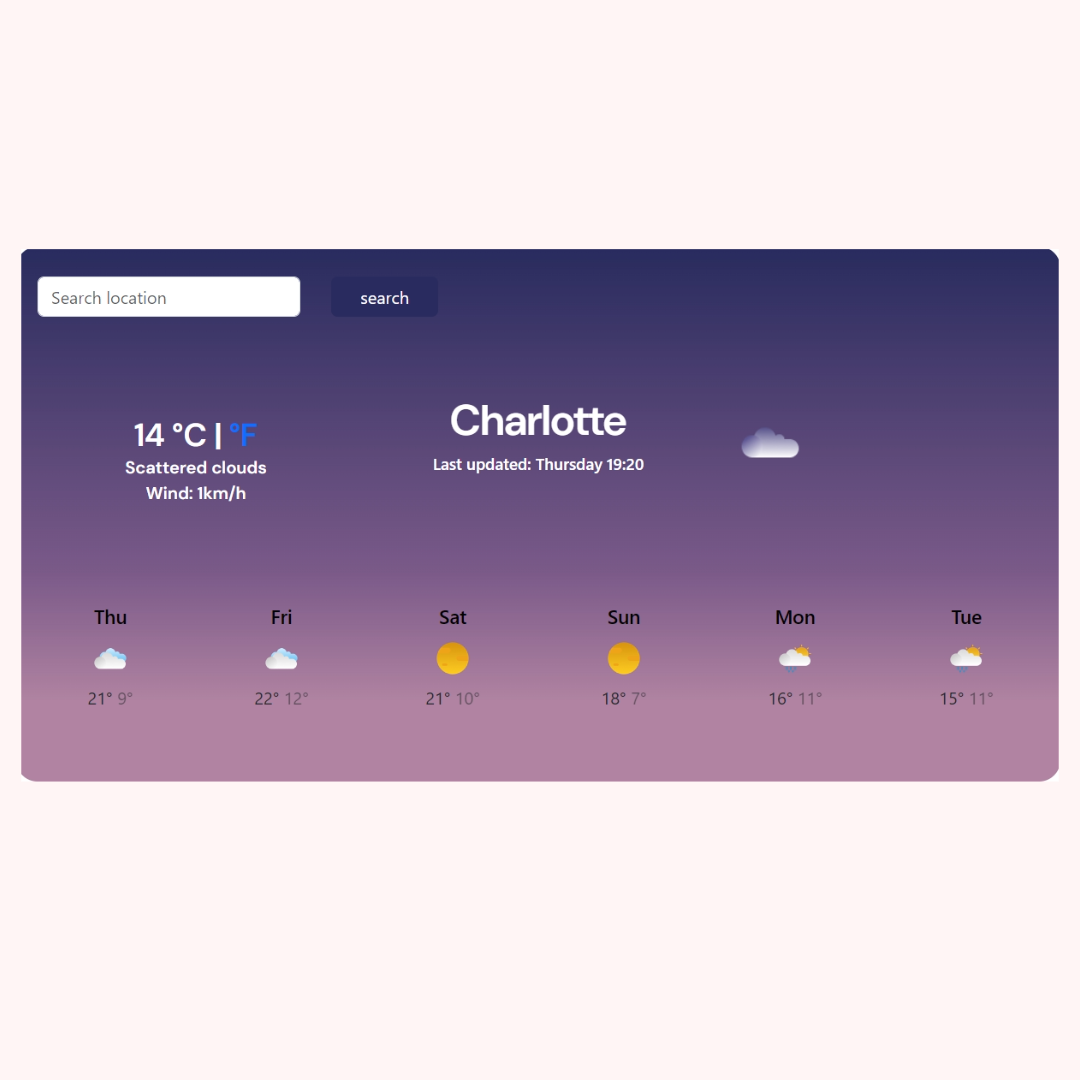 Search location
search
14 °C | °F
Scattered clouds
Wind: 1km/h
Charlotte
Last updated: Thursday 19:20
Thu Fri Sat Sun Mon Tue
21° 9° 22° 12° 21° 10° 18° 7° 16° 11° 15° 11°